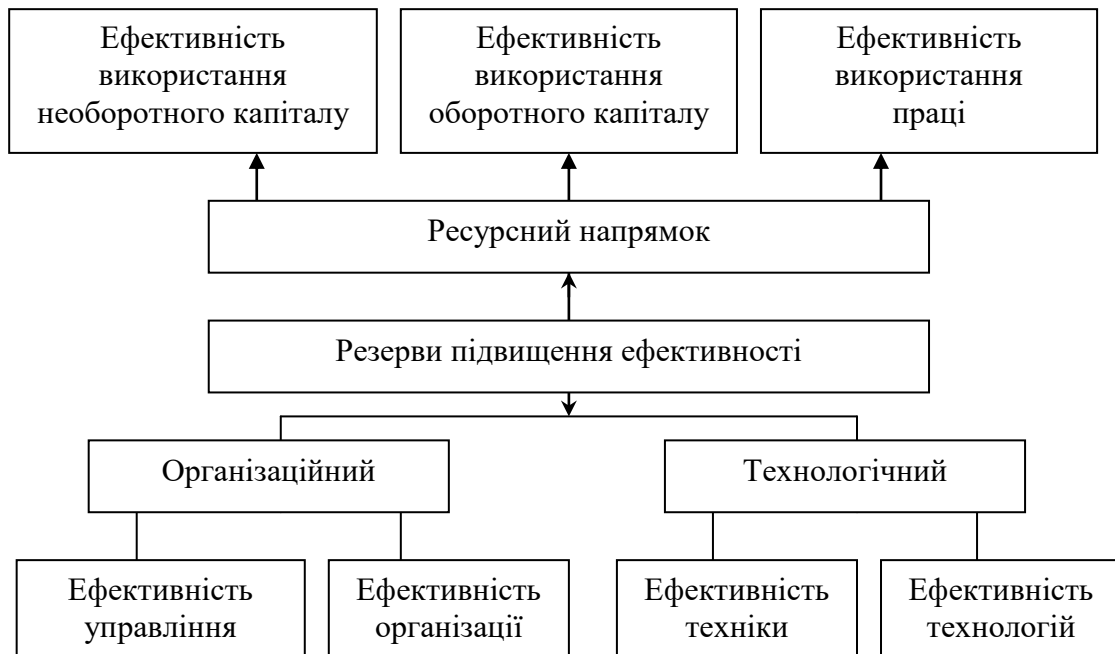 Ефективність
використання
необоротного капіталу
Ефективність
використання
оборотного капіталу
Ефективність
використання
праці
Ресурсний напрямок
Резерви підвищення ефективності
Організаційний
Технологічний
Ефективність
управління
Ефективність
організації
Ефективність
техніки
Ефективність
технологій